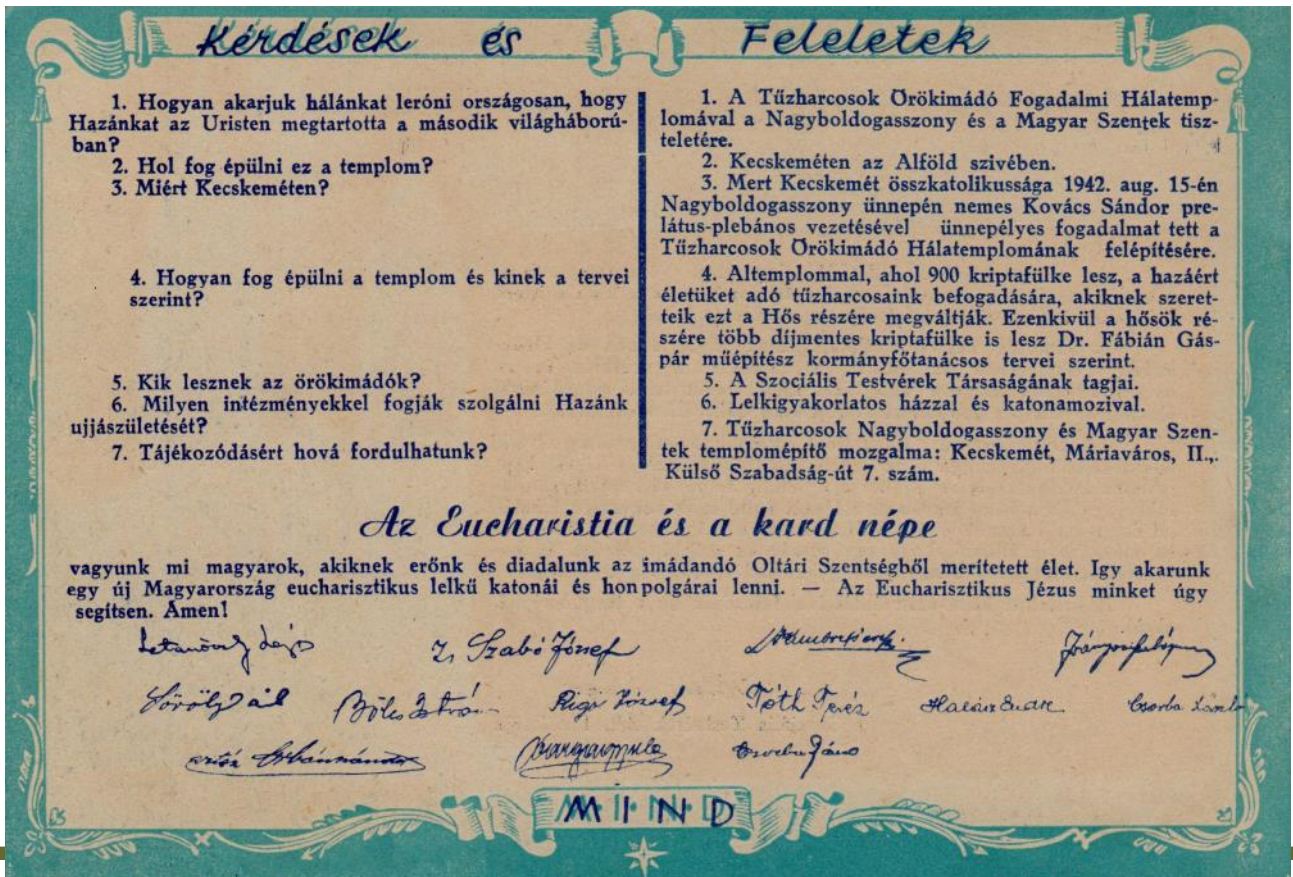 Kérdések és Feleletek
1. Hogyan akarjuk hálánkat leróni országosan, hogy
Hazánkat az Uristen megtartotta a második világháború-
ban?
2. Hol fog épülni ez a templom?
3. Miért Kecskeméten?
4. Hogyan fog épülni a templom és kinek a tervei
szerint?
5. Kik lesznek az örökimádók?
6. Milyen intézményekkel fogják szolgálni Hazánk
ujjászületését?
7. Tájékozódásért hová fordulhatunk?
1. A Tűzharcosok Örökimádó Fogadalmi Hálatemp-
lomával a Nagyboldogasszony és a Magyar Szentek tisz-
teletére.
2. Kecskeméten az Alföld szivében.
3. Mert Kecskemét összkatolikussága 1942. aug. 15-én
Nagyboldogasszony ünnepén nemes Kovács Sándor pre-
látus-plebános vezetésével ünnepélyes fogadalmat tett a
Tűzharcosok Örökimádó Hálatemplomának felépítésére.
4. Altemplommal, ahol 900 kriptafülke lesz, a hazáért
életüket adó tűzharcosaink befogadására, akiknek szeret-
teik ezt a Hős részére megváltják. Ezenkivül a hősök ré-
szére több díjmentes kriptafülke is lesz Dr. Fábián Gás-
pár műépítész kormányfőtanácsos tervei szerint.
5. A Szociális Testvérek Társaságának tagjai.
6. Lelkigyakorlatos házzal és katonamozival.
7. Tűzharcosok Nagyboldogasszony és Magyar Szen-
tek templomépítő mozgalma: Kecskemét, Máriaváros, II.,.
Külső Szabadság-út 7. szám.
Az Eucharistia és a kard népe
vagyunk mi magyarok, akiknek erőnk és diadalunk az imádandó Oltári Szentségből merítetett élet. Igy akarunk
egy új Magyarország eucharisztikus lelkű katonái és honpolgárai lenni. — Az Eucharisztikus Jézus minket úgy
segítsen. Amen!
Szabó József
István József Tóth Teréz Csorba László
Csorba János
MIND